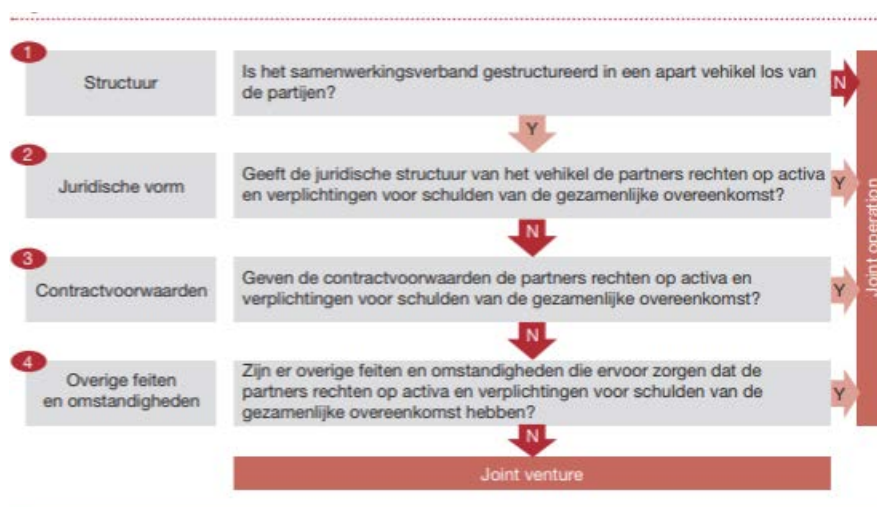 1
Structuur
Is het samenwerkingsverband gestructureerd in een apart vehikel los van
de partijen?
N
Y
2
Juridische vorm
Geeft de juridische structuur van het vehikel de partners rechten op activa
en verplichtingen voor schulden van de gezamenlijke overeenkomst?
Y
N
3
Contractvoorwaarden
Geven de contractvoorwaarden de partners rechten op activa en
verplichtingen voor schulden van de gezamenlijke overeenkomst?
Y
N
4
Overige feiten
en omstandigheden
Zijn er overige feiten en omstandigheden die ervoor zorgen dat de
partners rechten op activa en verplichtingen voor schulden van de
gezamenlijke overeenkomst hebben?
Y
N
Joint operation
Joint venture